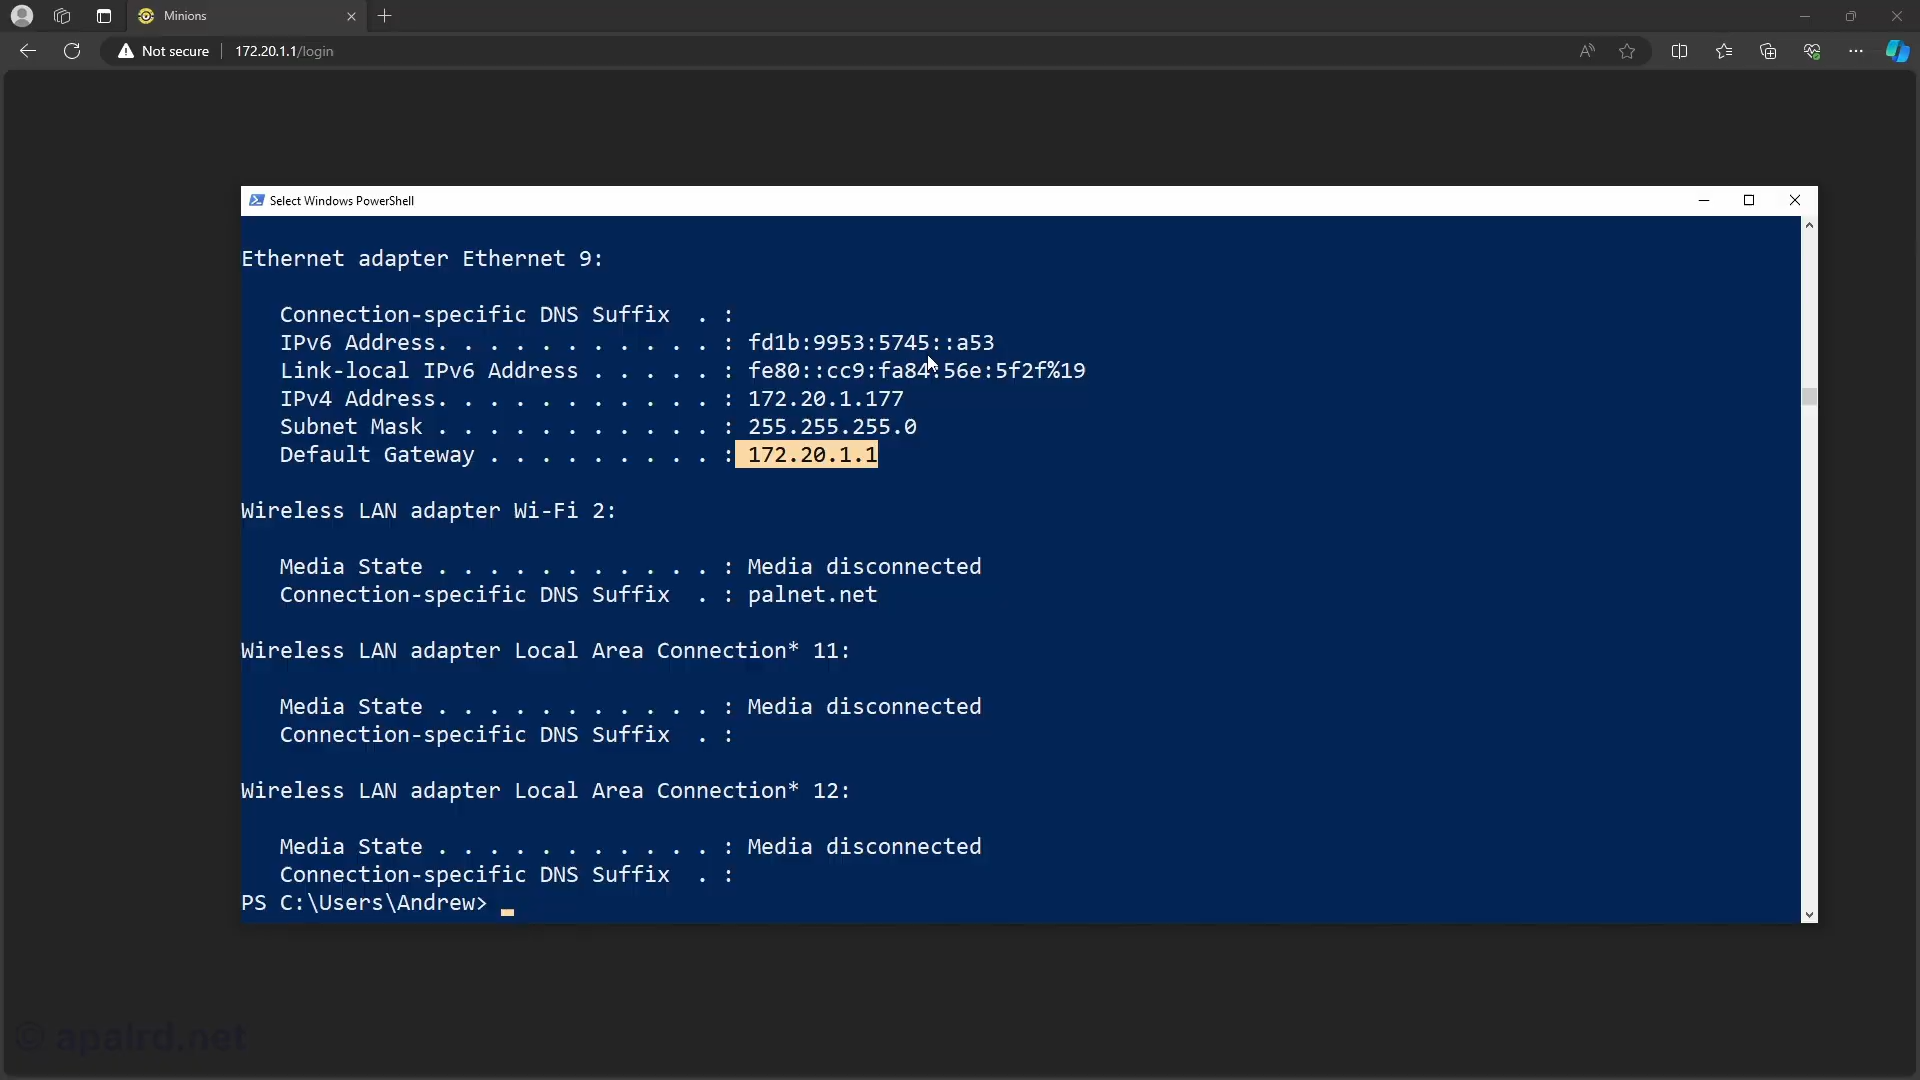 Minions
Not secure
172.20.1.1/login
Select Windows PowerShell
Ethernet adapter Ethernet 9:
Connection-specific DNS Suffix . :
IPv6 Address. . . . . . . . . . . : fd1b:9953:5745::a53
Link-local IPv6 Address . . . . . : fe80::cc9:fa84:56e:5f2f%19
IPv4 Address. . . . . . . . . . . : 172.20.1.177
Subnet Mask . . . . . . . . . . . : 255.255.255.0
Default Gateway . . . . . . . . . : 172.20.1.1
Wireless LAN adapter Wi-Fi 2:
Media State . . . . . . . . . . . : Media disconnected
Connection-specific DNS Suffix . : palnet.net
Wireless LAN adapter Local Area Connection* 11:
Media State . . . . . . . . . . . : Media disconnected
Connection-specific DNS Suffix . :
Wireless LAN adapter Local Area Connection* 12:
Media State . . . . . . . . . . . : Media disconnected
Connection-specific DNS Suffix . :
PS C:\Users\Andrew>
© apalrd.net